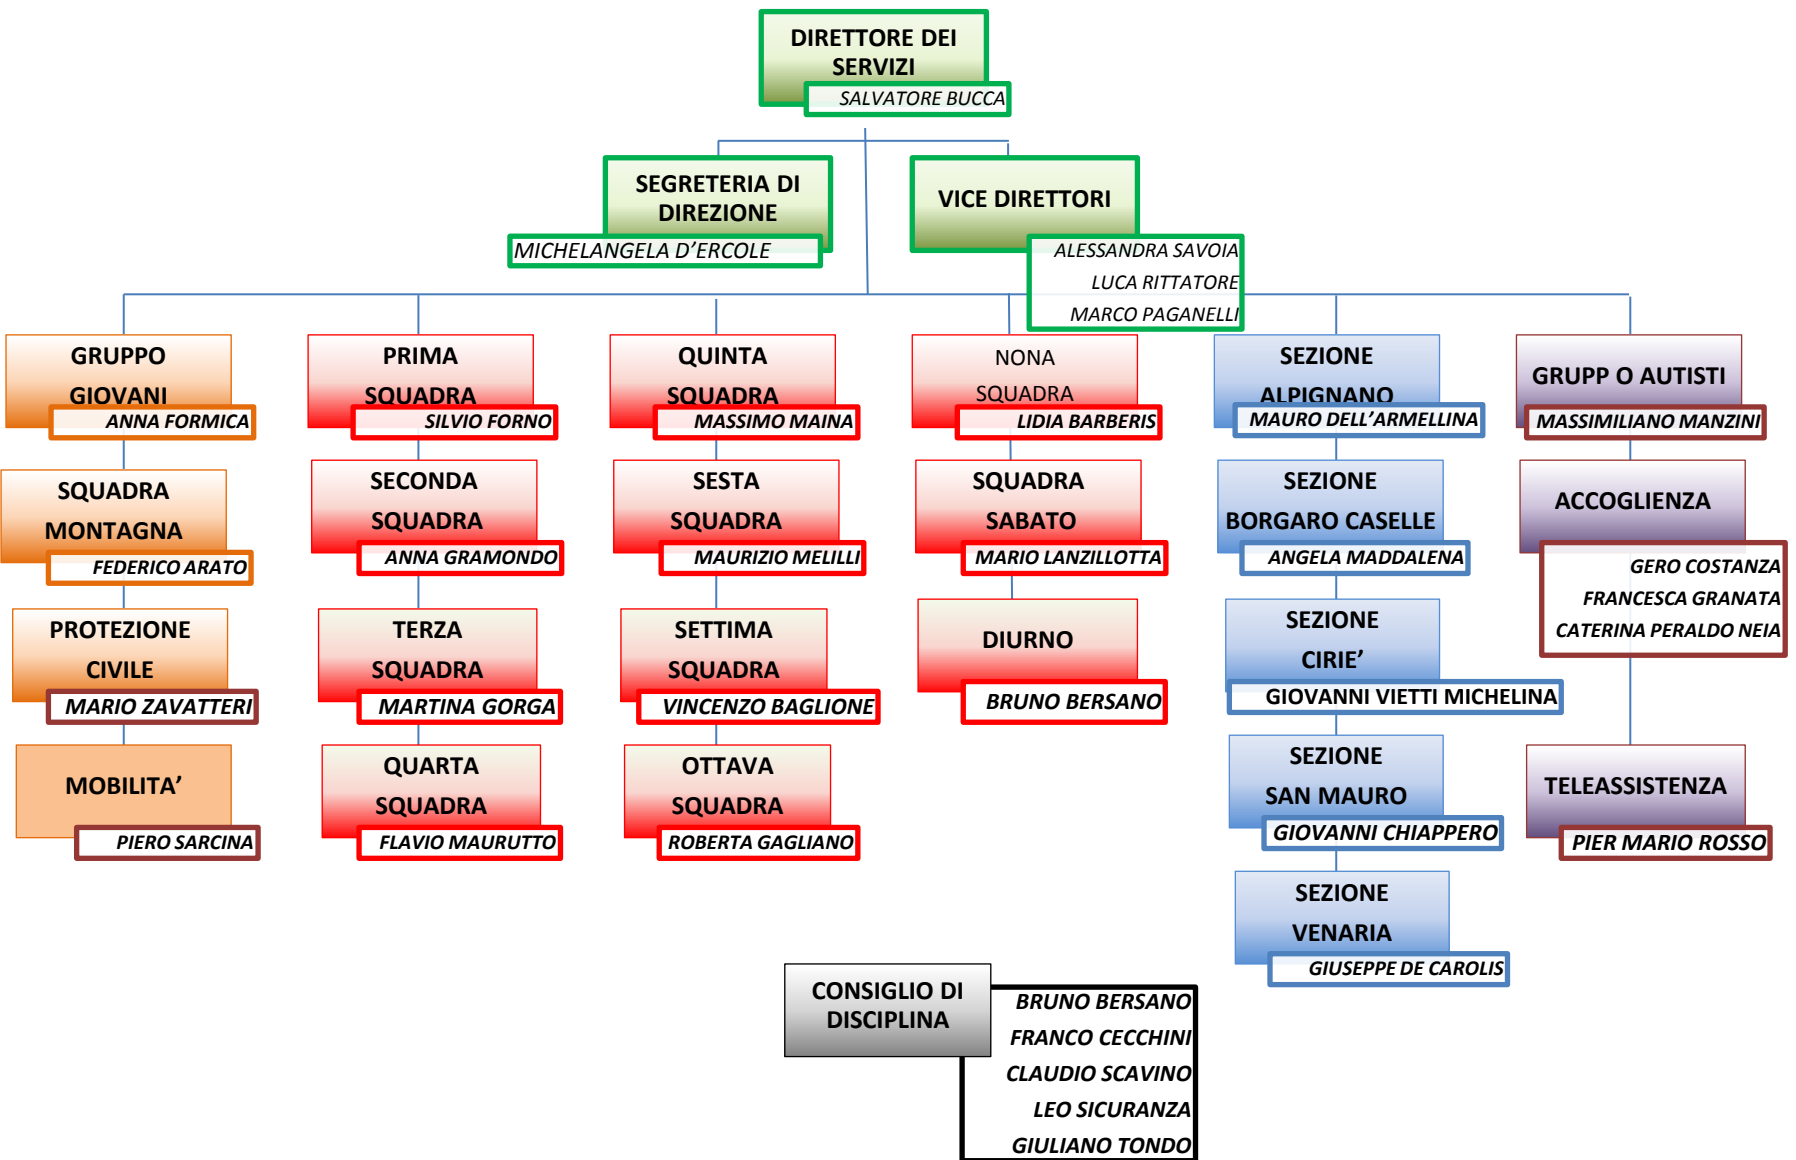 DIRETTORE DEI
SERVIZI
SALVATORE BUCCA
SEGRETERIA DI
DIREZIONE
MICHELANGELA D’ERCOLE
VICE DIRETTORI
ALESSANDRA SAVOIA
LUCA RITTATORE
MARCO PAGANELLI
GRUPPO
GIOVANI
ANNA FORMICA
SQUADRA
MONTAGNA
FEDERICO ARATO
PROTEZIONE
CIVILE
MARIO ZAVATTERI
MOBILITA’
PIERO SARCINA
PRIMA
SQUADRA
SILVIO FORNO
SECONDA
SQUADRA
ANNA GRAMONDO
TERZA
SQUADRA
MARTINA GORGA
QUARTA
SQUADRA
FLAVIO MAURUTTO
QUINTA
SQUADRA
MASSIMO MAINA
SESTA
SQUADRA
MAURIZIO MELILLI
SETTIMA
SQUADRA
VINCENZO BAGLIONE
OTTAVA
SQUADRA
ROBERTA GAGLIANO
NONA
SQUADRA
LIDIA BARBERIS
SQUADRA
SABATO
MARIO LANZILLOTTA
DIURNO
BRUNO BERSANO
SEZIONE
ALPIGNANO
MAURO DELL’ARMELLINA
SEZIONE
BORGARO CASELLE
ANGELA MADDALENA
SEZIONE
CIRIE’
GIOVANNI VIETTI MICHELINA
SEZIONE
SAN MAURO
GIOVANNI CHIAPPERO
SEZIONE
VENARIA
GIUSEPPE DE CAROLIS
GRUPP O AUTISTI
MASSIMILIANO MANZINI
ACCOGLIENZA
GERO COSTANZA
FRANCESCA GRANATA
CATERINA PERALDO NEIA
TELEASSISTENZA
PIER MARIO ROSSO
CONSIGLIO DI
DISCIPLINA
BRUNO BERSANO
FRANCO CECCHINI
CLAUDIO SCAVINO
LEO SICURANZA
GIULIANO TONDO